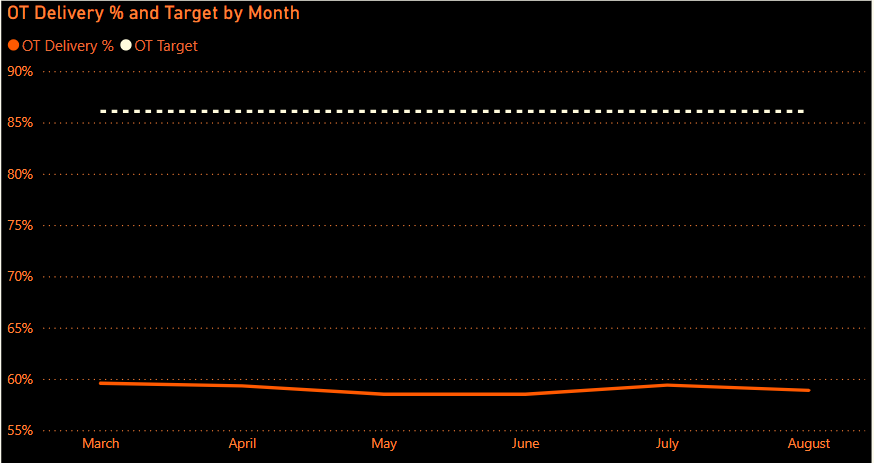 OT Delivery % and Target by Month
OT Delivery % OT Target
90%
85%
80%
75%
70%
65%
60%
55%
March April May June July August